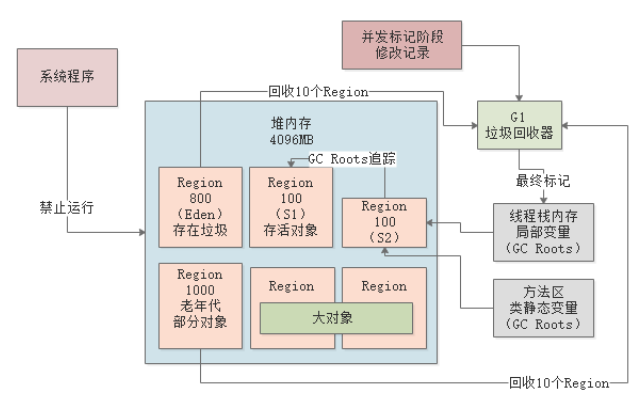 并发标记阶段
修改记录
系统程序
回收10个Region
堆内存
4096MB
G1
垃圾回收器
GC Roots追踪
Region
800
(Eden)
存在垃圾
Region
100
(S1)
存活对象
Region
100
(S2)
最终标记
禁止运行
线程栈内存
局部变量
(GC Roots)
Region
1000
老年代
部分对象
Region
Region
大对象
方法区
类静态变量
(GC Roots)
回收10个Region